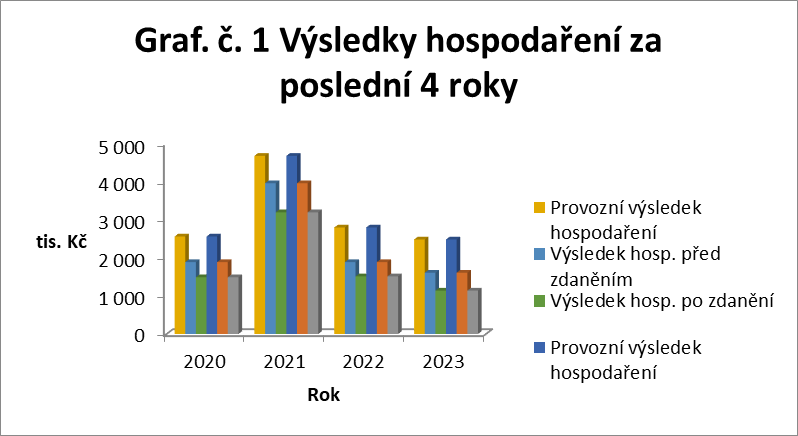 Graf. č. 1 Výsledky hospodaření za
poslední 4 roky
5 000
4 000
3 000
2 000
1 000
0
tis. Kč
2020 2021 2022 2023
Rok
Provozní výsledek
hospodaření
Výsledek hosp. před
zdaněním
Výsledek hosp. po zdanění
Provozní výsledek
hospodaření